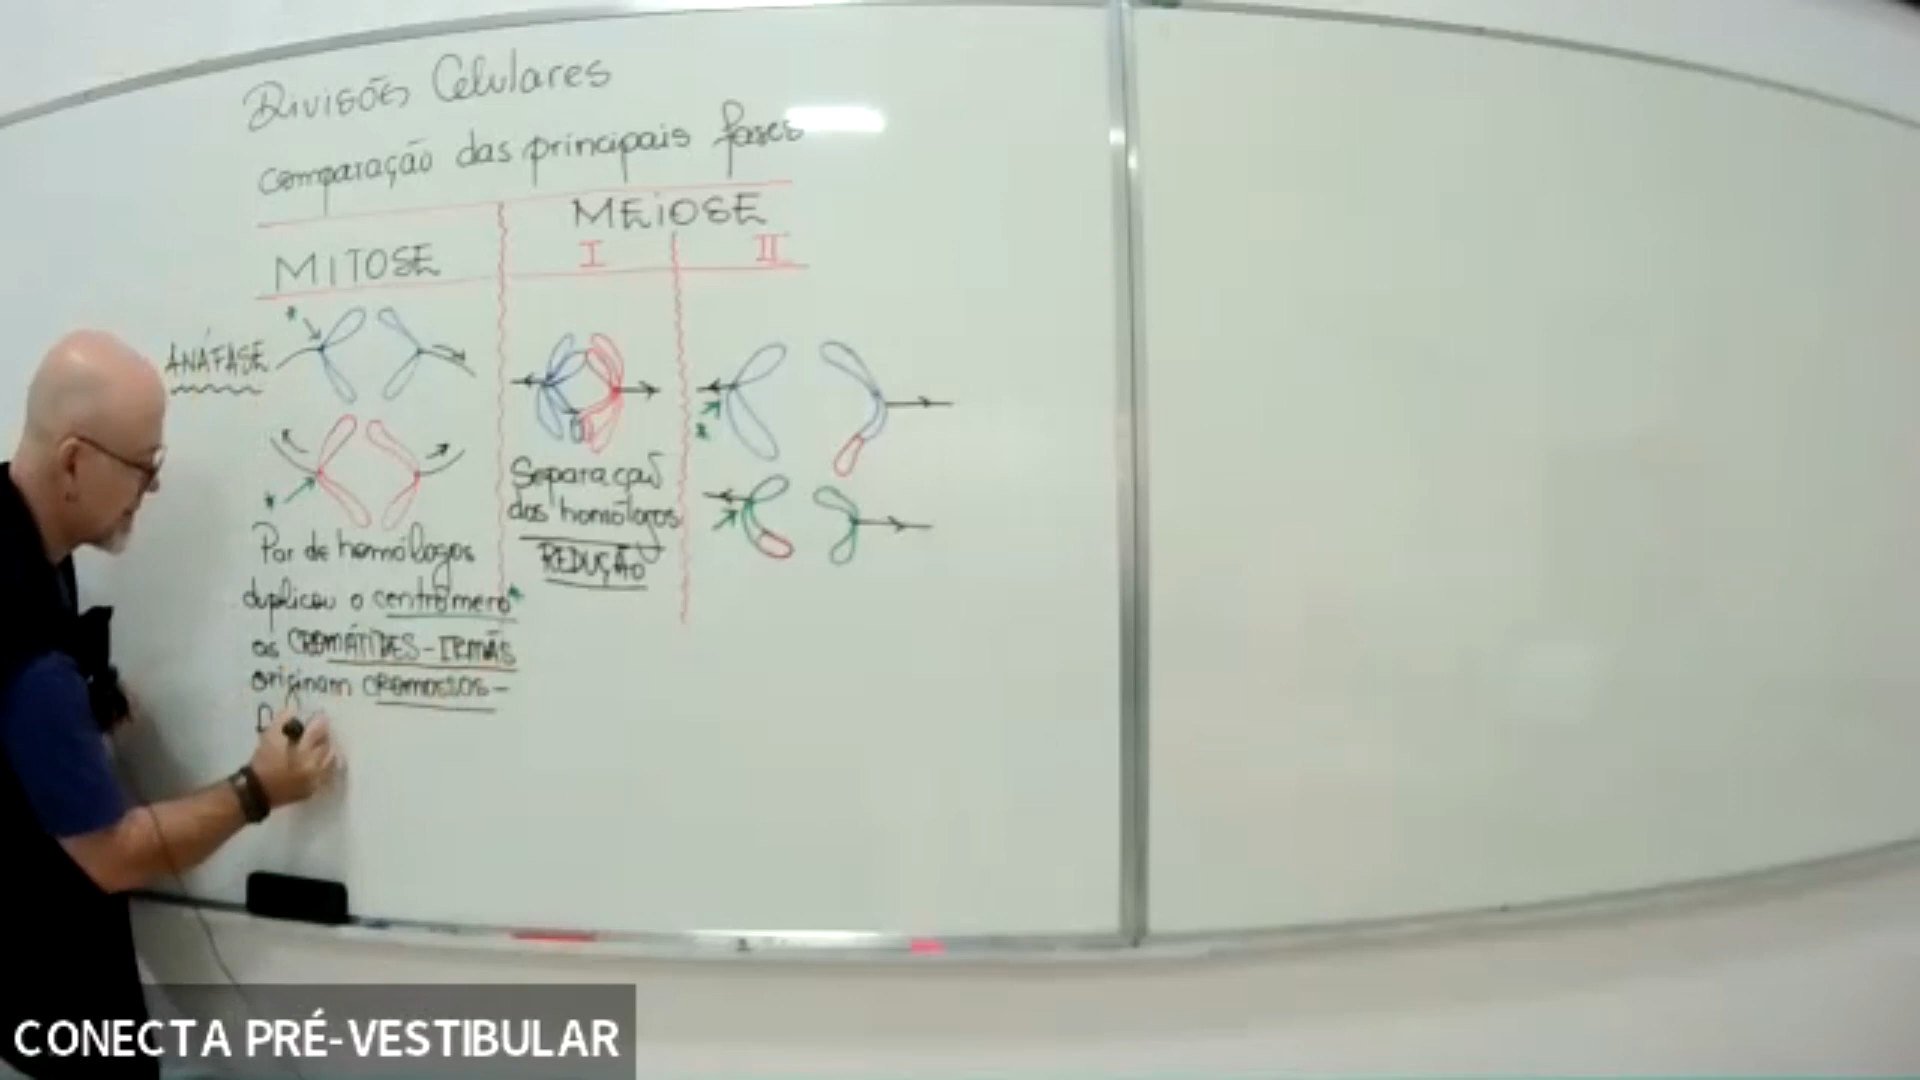 Divisões Celulares
comparação das principais fases
MEIOSE
MITOSE
I
II
ANÁFASE
*
*
*
Separação
dos homólogos
REDUÇÃO
Par de homólogos
duplicou o centrômero*
as CROMÁTIDES-IRMÃS
originam CROMOSSOS-
CONECTA PRÉ-VESTIBULAR